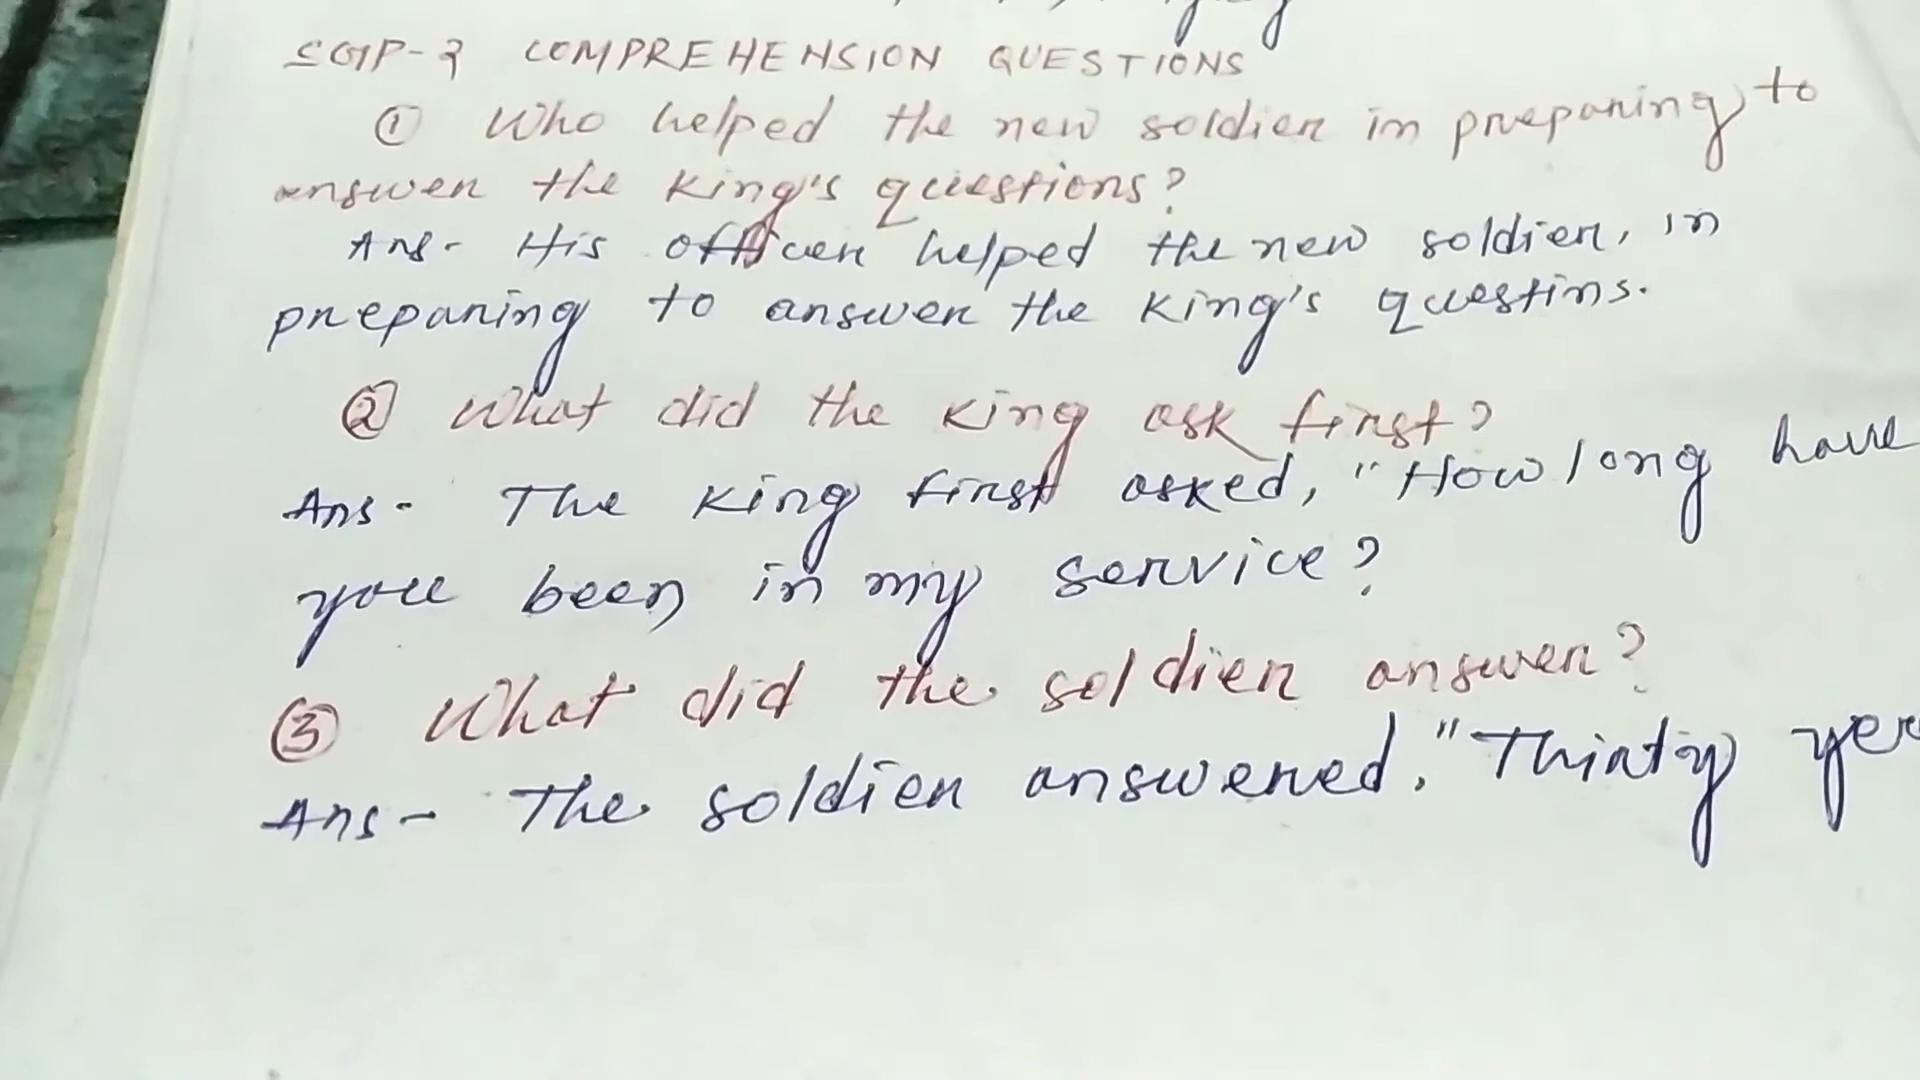 SGP-2 COMPREHENSION QUESTIONS
① Who helped the new soldier in preparing to
answer the King's questions?
Ans- His officer helped the new soldier, in
preparing to answer the King's questins.
② What did the King ask first?
Ans- The King first asked, "How long have
you been in my service?
③ What did the soldier answer?
Ans- The soldier answered, "Thirty